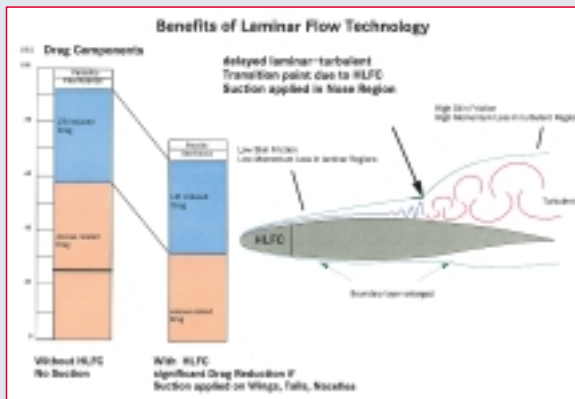 Benefits of Laminar Flow Technology
Drag Components
delayed laminar-turbulent
Transition point due to HLFC
Suction applied in Nose Region
High Skin Friction
High Momentum Loss in turbulent Region
Low Skin Friction
Low Momentum Loss in laminar Regions
Lift induced
Drag
Lift induced
Drag
Turbulent
HLFC
Drag
Drag
Boundary layer enlarged
Without HLFC
No Suction
With HLFC
significant Drag Reduction if
Suction applied on Wings, Tails, Nacelles